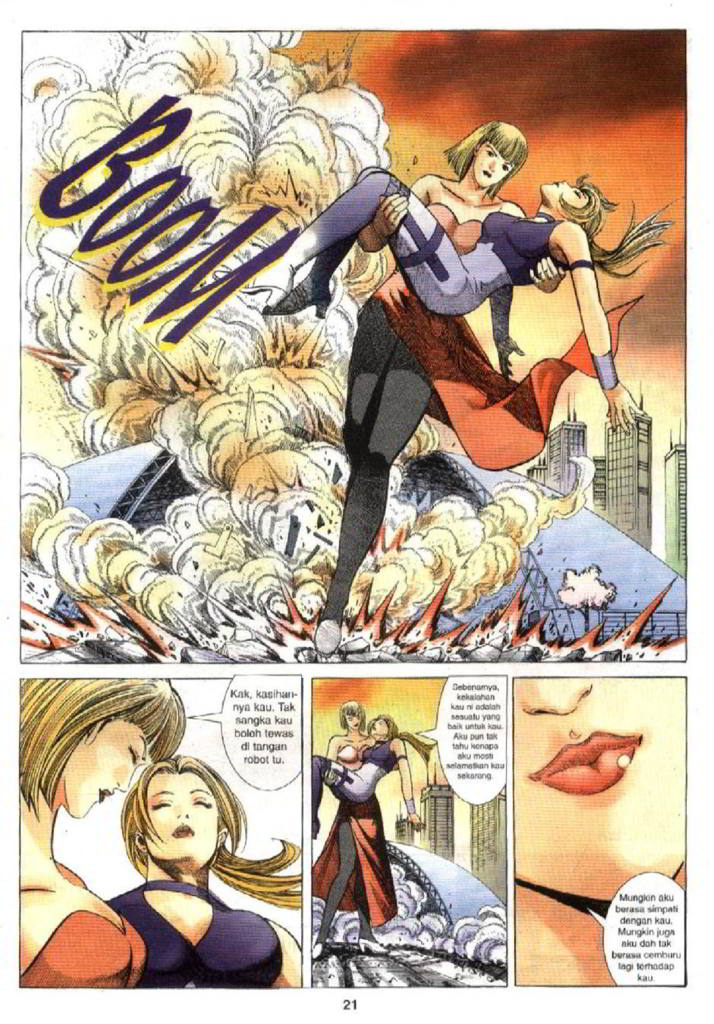 BOOM
Kak, kasihan-
nya kau. Tak
sangka kau
boloh tewas
di tangan
robot tu.
Sebenarnya,
kekalahan
kau ni adalah
sesuatu yang
baik untuk kau.
Aku pun tak
tahu kenapa
aku mosti
selamatkan kau
sekarang.
Mungkin aku
berasa simpati
dengan kau.
Mungkin juga
aku dah tak
berasa cemburu
lagi terhadap
kau.
21